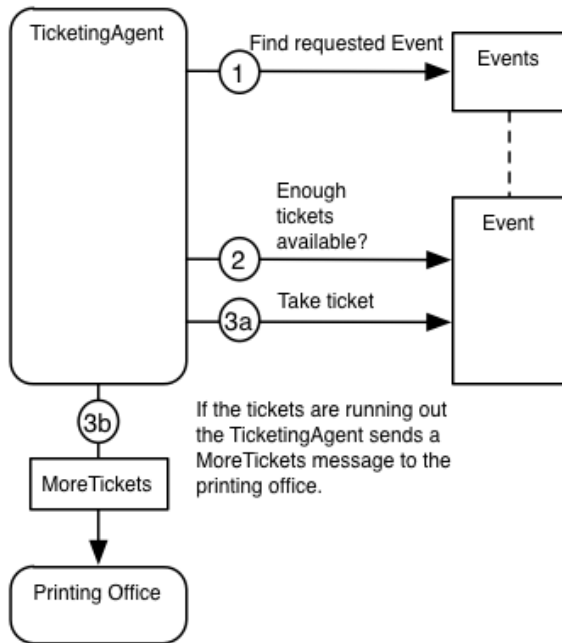 TicketingAgent
Find requested Event
1
Events
Enough
tickets
available?
2
Event
Take ticket
3a
3b
If the tickets are running out
the TicketingAgent sends a
MoreTickets message to the
printing office.
MoreTickets
Printing Office